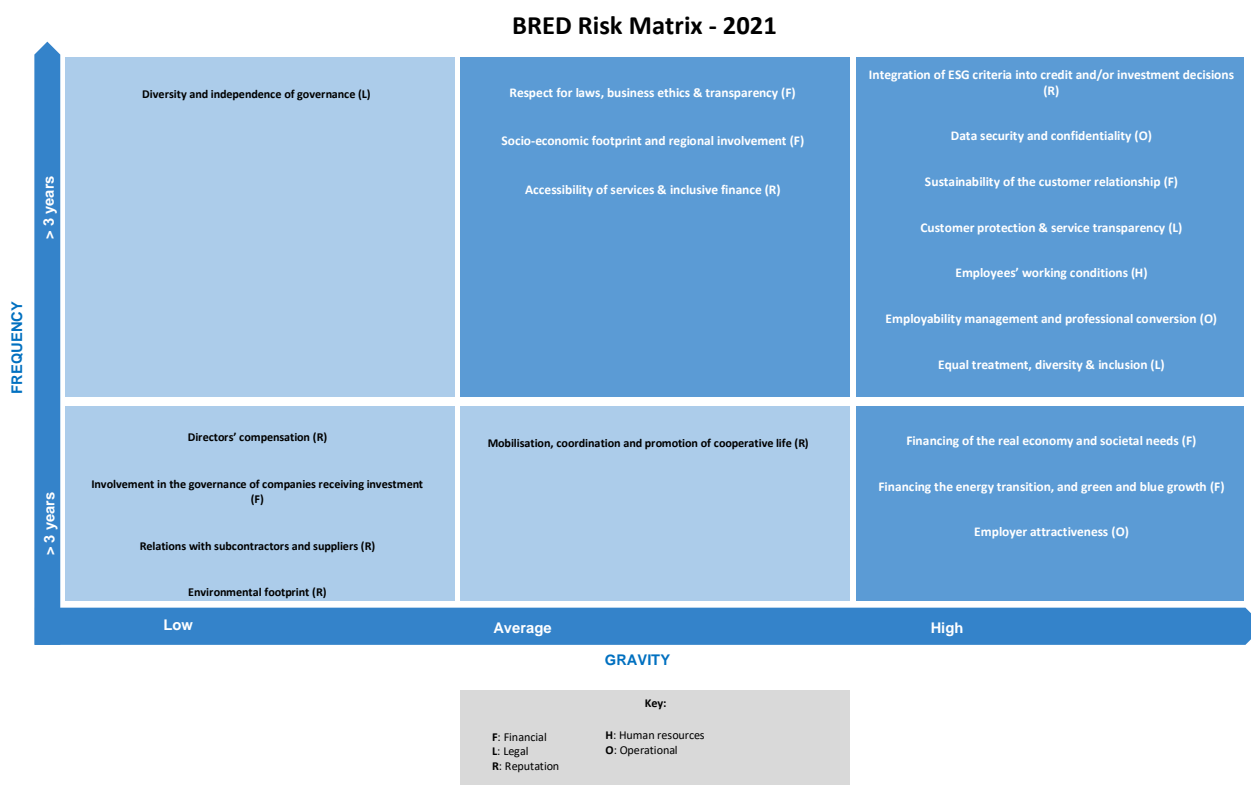 BRED Risk Matrix - 2021
FREQUENCY
> 3 years
Diversity and independence of governance (L)
Respect for laws, business ethics & transparency (F)
Socio-economic footprint and regional involvement (F)
Accessibility of services & inclusive finance (R)
Integration of ESG criteria into credit and/or investment decisions
(R)
Data security and confidentiality (O)
Sustainability of the customer relationship (F)
Customer protection & service transparency (L)
Employees’ working conditions (H)
Employability management and professional conversion (O)
Equal treatment, diversity & inclusion (L)
> 3 years
Directors’ compensation (R)
Involvement in the governance of companies receiving investment
(F)
Relations with subcontractors and suppliers (R)
Environmental footprint (R)
Mobilisation, coordination and promotion of cooperative life (R)
Financing of the real economy and societal needs (F)
Financing the energy transition, and green and blue growth (F)
Employer attractiveness (O)
Low
Average
High
GRAVITY
Key:
F: Financial
L: Legal
R: Reputation
H: Human resources
O: Operational